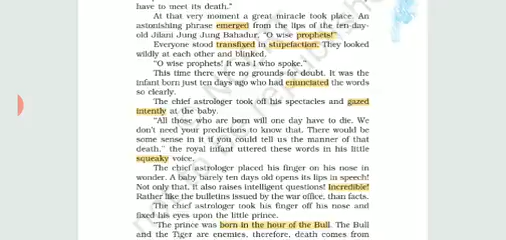 have to meet its death."
At that very moment a great miracle took place. An
astonishing phrase emerged from the lips of the ten-day-
old Jilani Jung Jung Bahadur, "O wise prophets!"
Everyone stood transfixed in stupefaction. They looked
wildly at each other and blinked.
"O wise prophets! It was I who spoke."
This time there were no grounds for doubt. It was the
infant born just ten days ago who had enunciated the words
so clearly.
The chief astrologer took off his spectacles and gazed
intently at the baby.
"All those who are born will one day have to die. We
don't need your predictions to know that. There would be
some sense in it if you could tell us the manner of that
death," the royal infant uttered these words in his little
squeaky voice.
The chief astrologer placed his finger on his nose in
wonder. A baby barely ten days old opens its lips in speech!
Not only that, it also raises intelligent questions! Incredible!
Rather like the bulletins issued by the war office, than facts.
The chief astrologer took his finger off his nose and
fixed his eyes upon the little prince.
"The prince was born in the hour of the Bull. The Bull
and the Tiger are enemies, therefore, death comes from